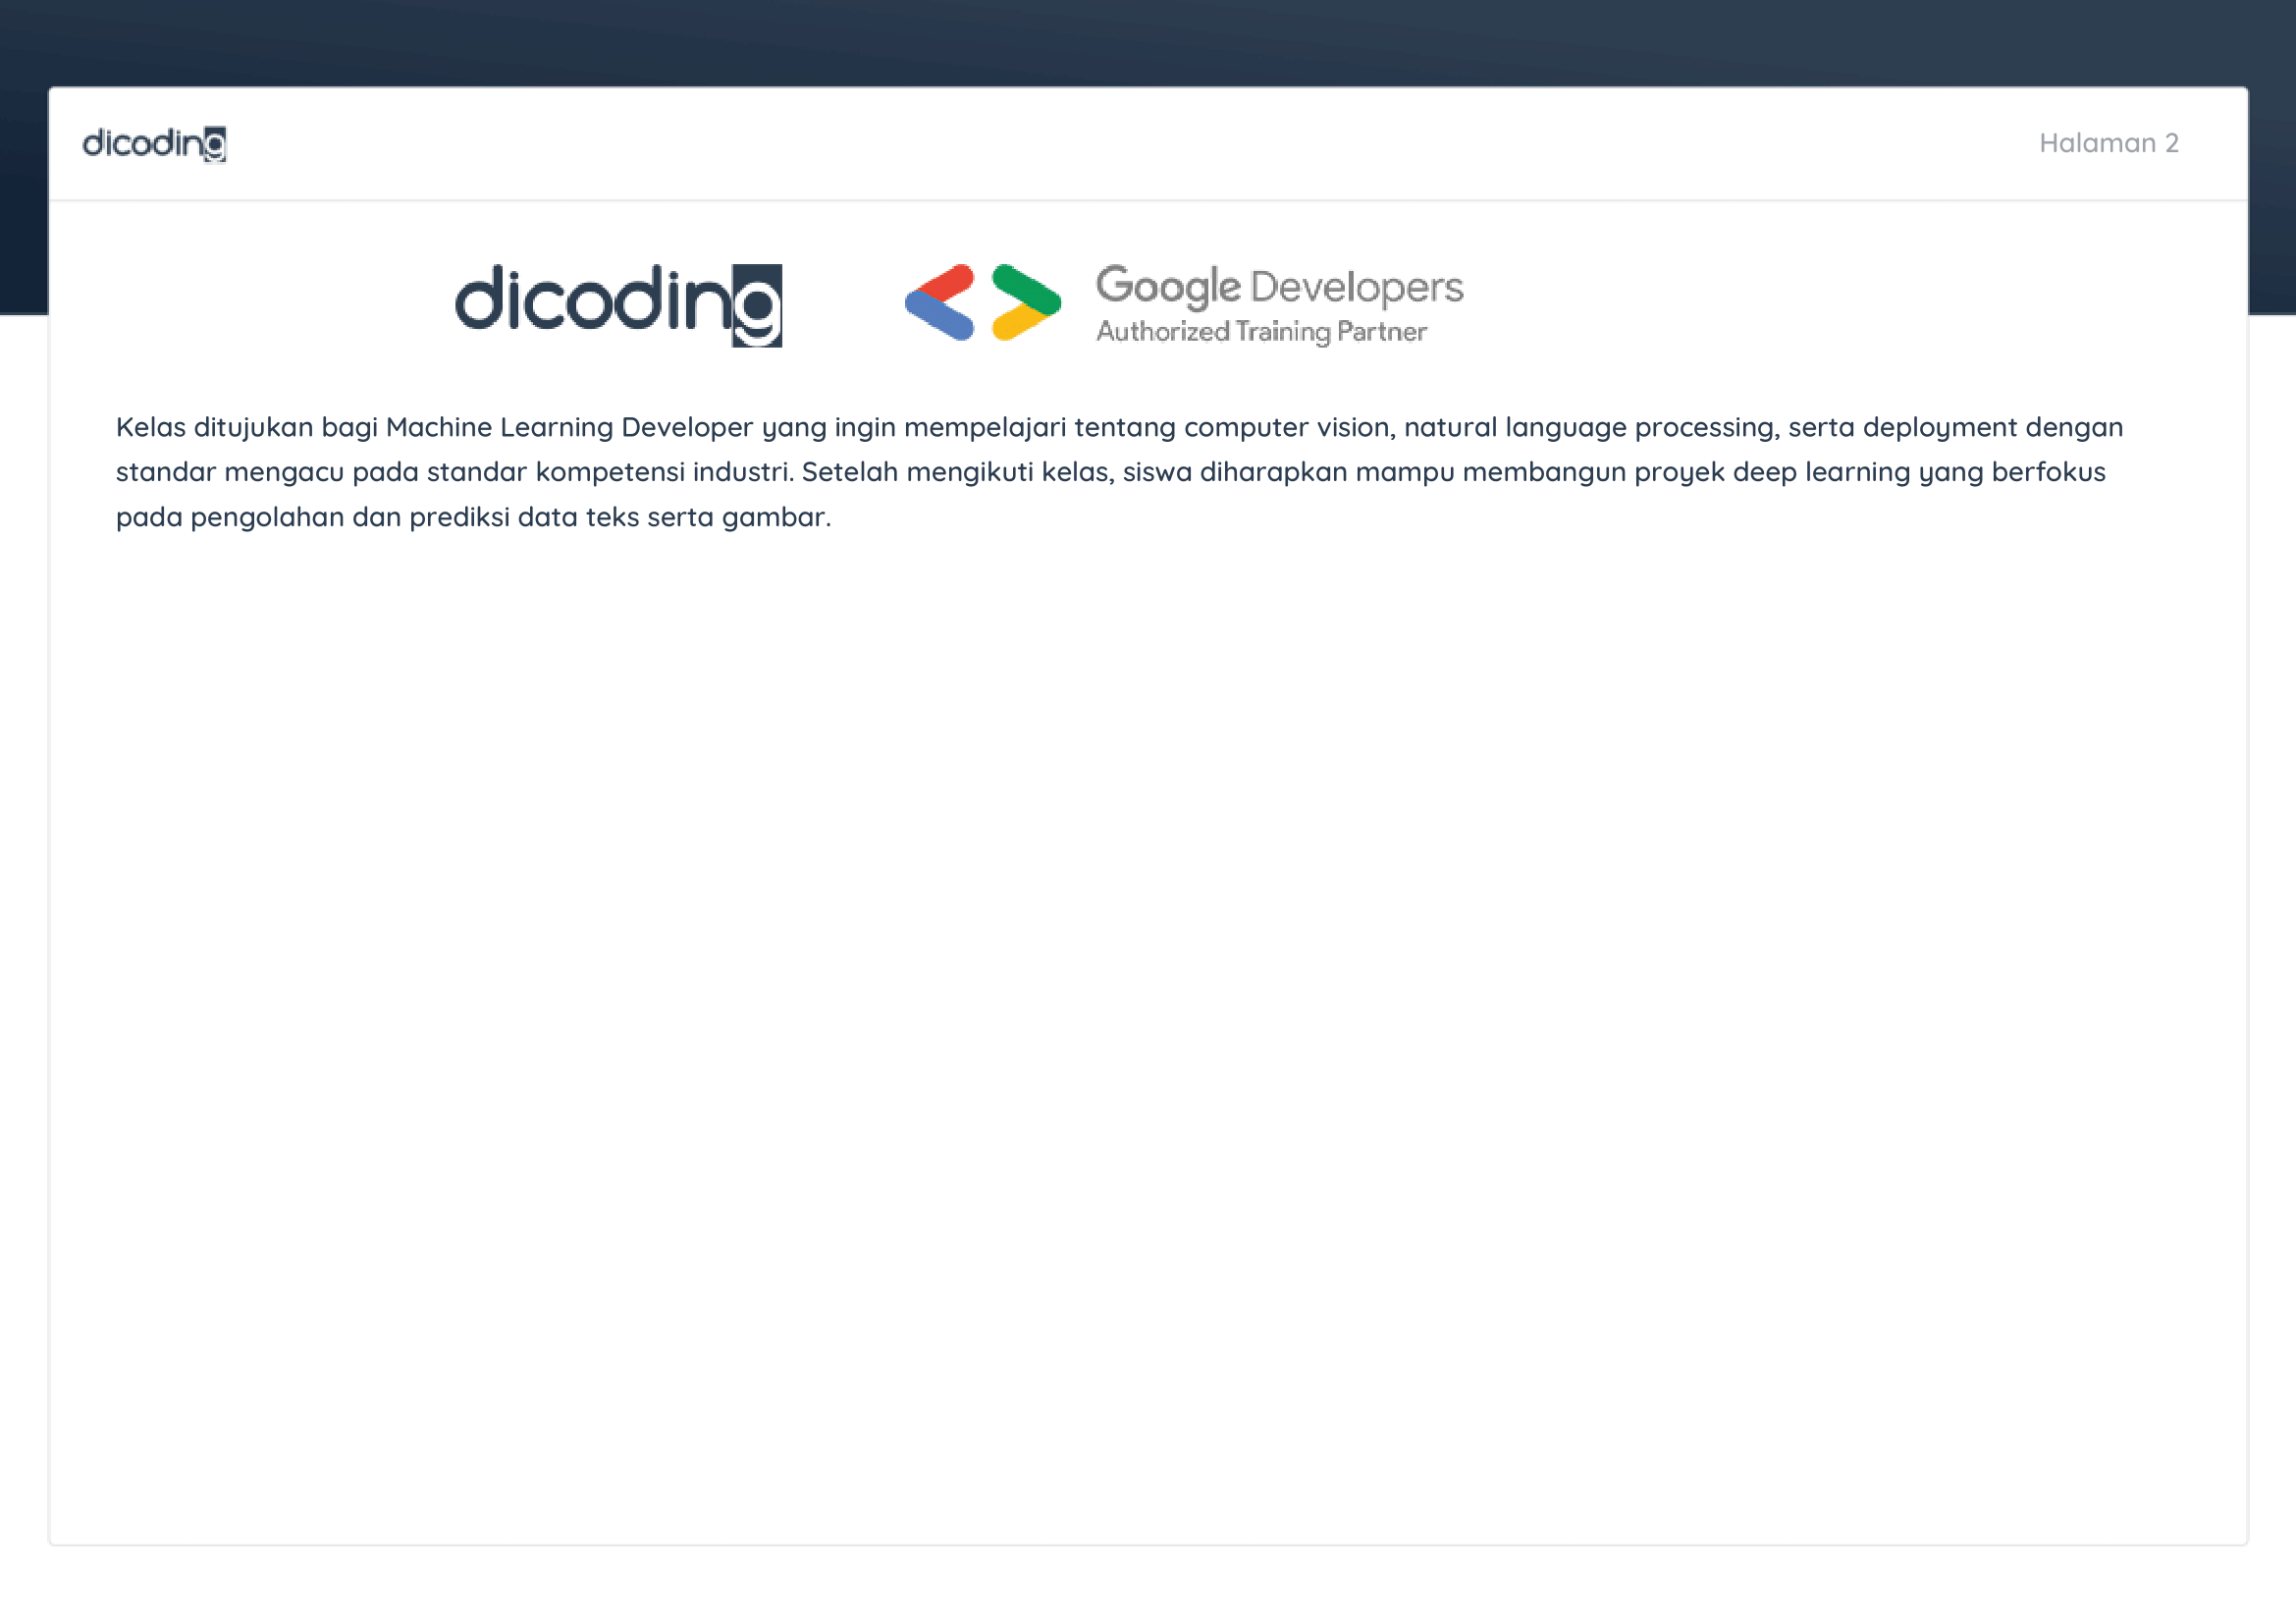 dicoding
Halaman 2
dicoding
Google Developers
Authorized Training Partner
Kelas ditujukan bagi Machine Learning Developer yang ingin mempelajari tentang computer vision, natural language processing, serta deployment dengan
standar mengacu pada standar kompetensi industri. Setelah mengikuti kelas, siswa diharapkan mampu membangun proyek deep learning yang berfokus
pada pengolahan dan prediksi data teks serta gambar.